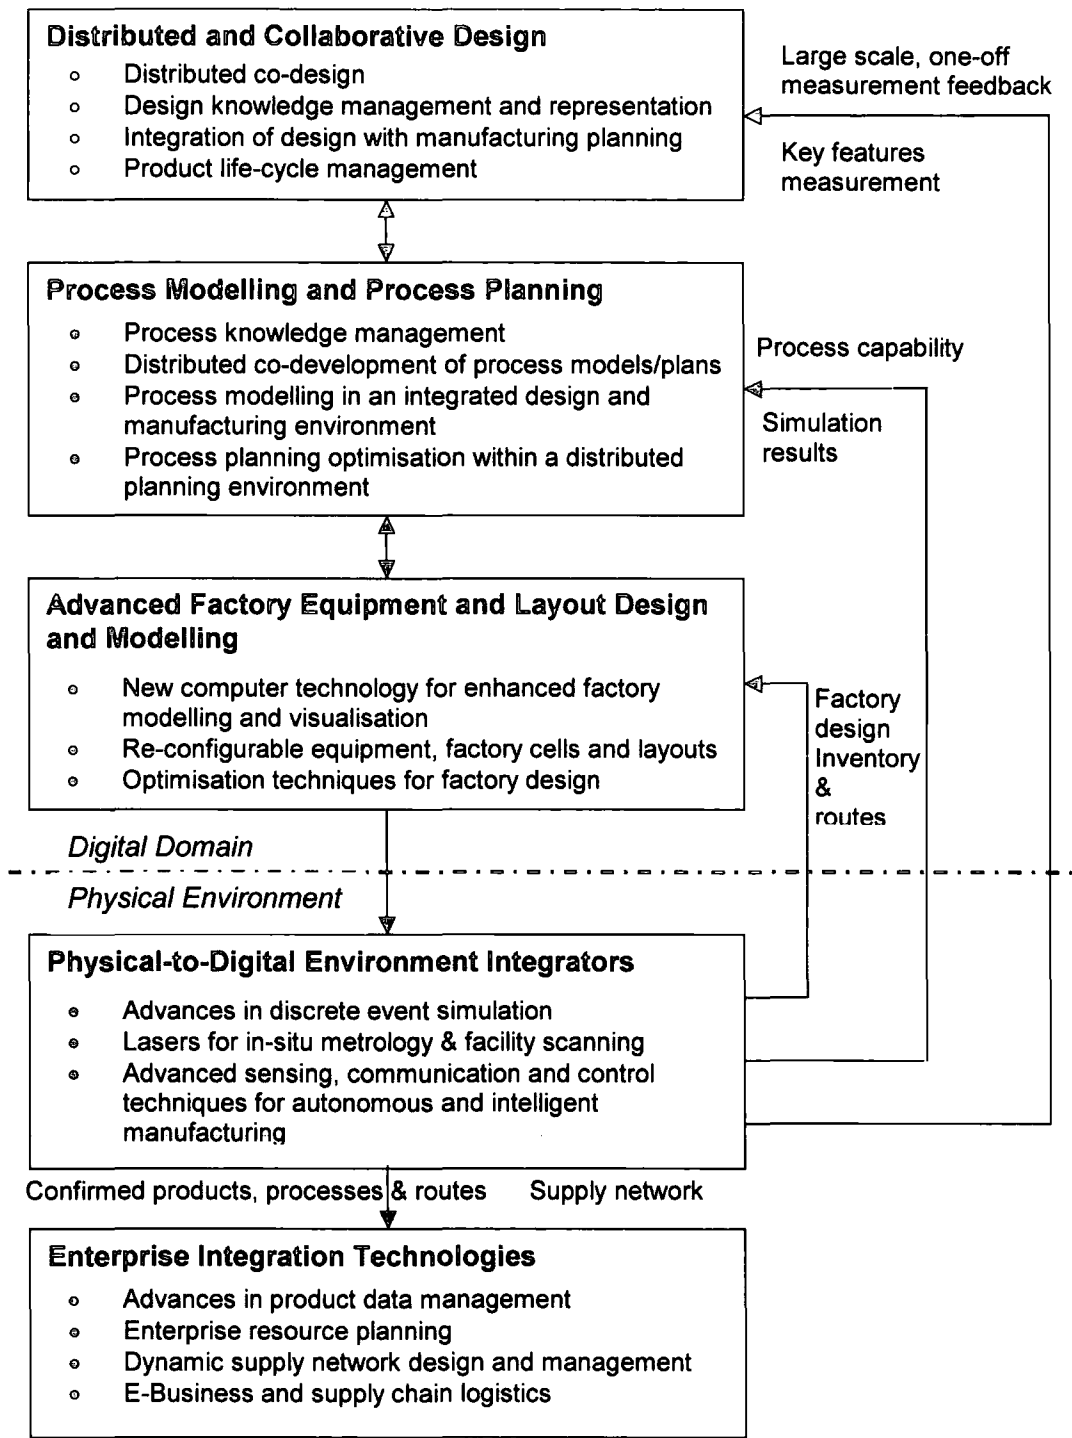 Distributed and Collaborative Design
Distributed co-design
Design knowledge management and representation
Integration of design with manufacturing planning
Product life-cycle management
Large scale, one-off
measurement feedback
Key features
measurement
Process Modelling and Process Planning
Process knowledge management
Distributed co-development of process models/plans
Process modelling in an integrated design and
manufacturing environment
Process planning optimisation within a distributed
planning environment
Process capability
Simulation
results
Advanced Factory Equipment and Layout Design
and Modelling
New computer technology for enhanced factory
modelling and visualisation
Re-configurable equipment, factory cells and layouts
Optimisation techniques for factory design
Factory
design
Inventory
&
routes
Digital Domain
Physical Environment
Physical-to-Digital Environment Integrators
Advances in discrete event simulation
Lasers for in-situ metrology & facility scanning
Advanced sensing, communication and control
techniques for autonomous and intelligent
manufacturing
Confirmed products, processes & routes Supply network
Enterprise Integration Technologies
Advances in product data management
Enterprise resource planning
Dynamic supply network design and management
E-Business and supply chain logistics